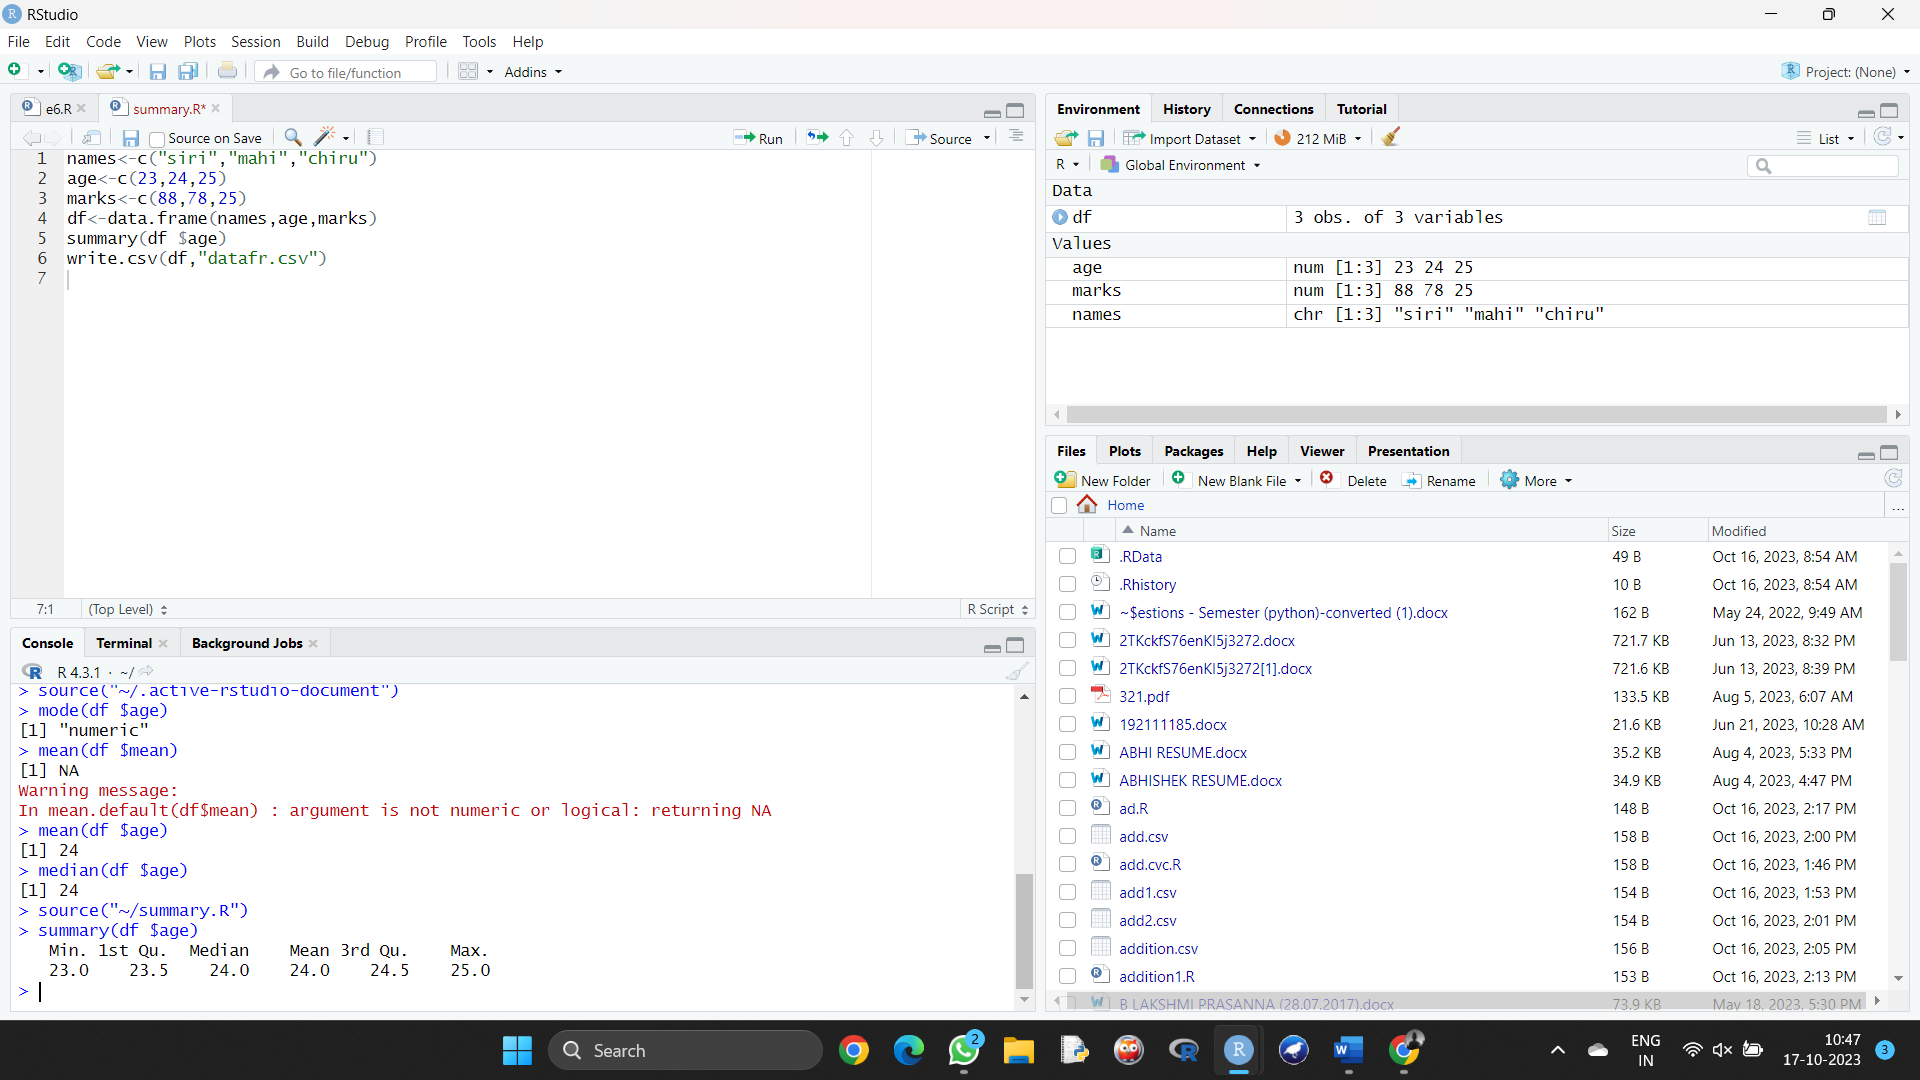 RStudio
File Edit Code View Plots Session Build Debug Profile Tools Help
Go to file/function Addins Project: (None)
e6.R summary.R*
Source on Save Run Source
1 names<-c("siri","mahi","chiru")
2 age<-c(23,24,25)
3 marks<-c(88,78,25)
4 df<-data.frame(names,age,marks)
5 summary(df $age)
6 write.csv(df,"datafr.csv")
7
7:1 (Top Level) R Script
Console Terminal Background Jobs
R 4.3.1 · ~/
> source("~/.active-rstudio-document")
> mode(df $age)
[1] "numeric"
> mean(df $mean)
[1] NA
Warning message:
In mean.default(df$mean) : argument is not numeric or logical: returning NA
> mean(df $age)
[1] 24
> median(df $age)
[1] 24
> source("~/summary.R")
> summary(df $age)
Min. 1st Qu. Median Mean 3rd Qu. Max.
23.0 23.5 24.0 24.0 24.5 25.0
>
Environment History Connections Tutorial
Import Dataset 212 MiB List
R Global Environment
Data
df 3 obs. of 3 variables
Values
age num [1:3] 23 24 25
marks num [1:3] 88 78 25
names chr [1:3] "siri" "mahi" "chiru"
Files Plots Packages Help Viewer Presentation
New Folder New Blank File Delete Rename More
Home ...
Name Size Modified
.RData 49 B Oct 16, 2023, 8:54 AM
.Rhistory 10 B Oct 16, 2023, 8:54 AM
~$estions - Semester (python)-converted (1).docx 162 B May 24, 2022, 9:49 AM
2TKckfS76enKl5j3272.docx 721.7 KB Jun 13, 2023, 8:32 PM
2TKckfS76enKl5j3272[1].docx 721.6 KB Jun 13, 2023, 8:39 PM
321.pdf 133.5 KB Aug 5, 2023, 6:07 AM
192111185.docx 21.6 KB Jun 21, 2023, 10:28 AM
ABHI RESUME.docx 35.2 KB Aug 4, 2023, 5:33 PM
ABHISHEK RESUME.docx 34.9 KB Aug 4, 2023, 4:47 PM
ad.R 148 B Oct 16, 2023, 2:17 PM
add.csv 158 B Oct 16, 2023, 2:00 PM
add.cvc.R 158 B Oct 16, 2023, 1:46 PM
add1.csv 154 B Oct 16, 2023, 1:53 PM
add2.csv 154 B Oct 16, 2023, 2:01 PM
addition.csv 156 B Oct 16, 2023, 2:05 PM
addition1.R 153 B Oct 16, 2023, 2:13 PM
B LAKSHMI PRASANNA (28.07.2017).docx 73.9 KB May 18, 2023, 5:30 PM
Search 2 ENG 10:47
IN 17-10-2023 3